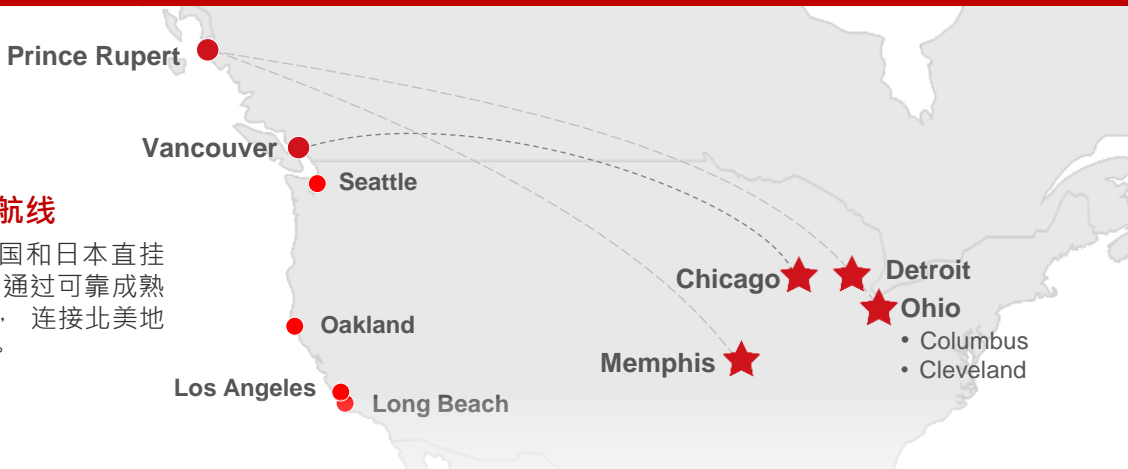 Prince Rupert
Vancouver
Seattle
航线
国和日本直挂
通过可靠成熟
， 连接北美地
。
Chicago
Detroit
Ohio
• Columbus
• Cleveland
Oakland
Memphis
Los Angeles
Long Beach